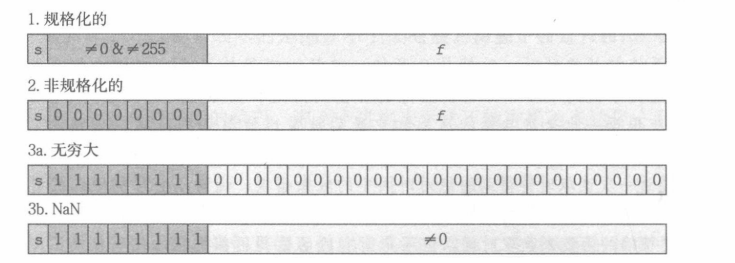 1. 规格化的
s ≠0 & ≠255 f
2. 非规格化的
s 0 0 0 0 0 0 0 0 f
3a. 无穷大
s 1 1 1 1 1 1 1 1 0 0 0 0 0 0 0 0 0 0 0 0 0 0 0 0 0 0 0 0 0 0 0
3b. NaN
s 1 1 1 1 1 1 1 1 ≠0